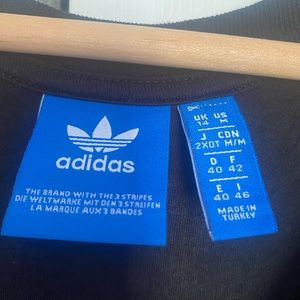 adidas
THE BRAND WITH THE 3 STRIPES
DIE WELTMARKE MIT DEN 3 STREIFEN
LA MARQUE AUX 3 BANDES
UK US
14 M
J CDN
2XOT M/M
D F
40 42
E I
40 46
MADE IN
TURKEY